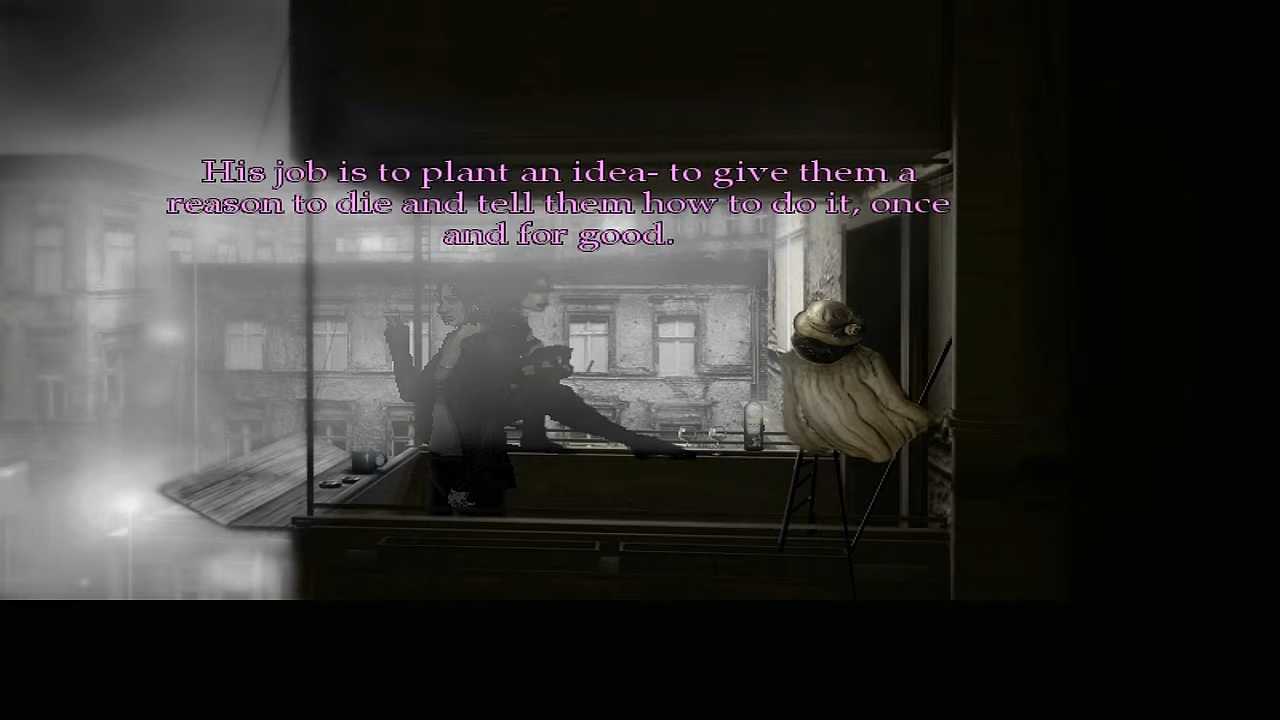 His job is to plant an idea- to give them a
reason to die and tell them how to do it, once
and for good.